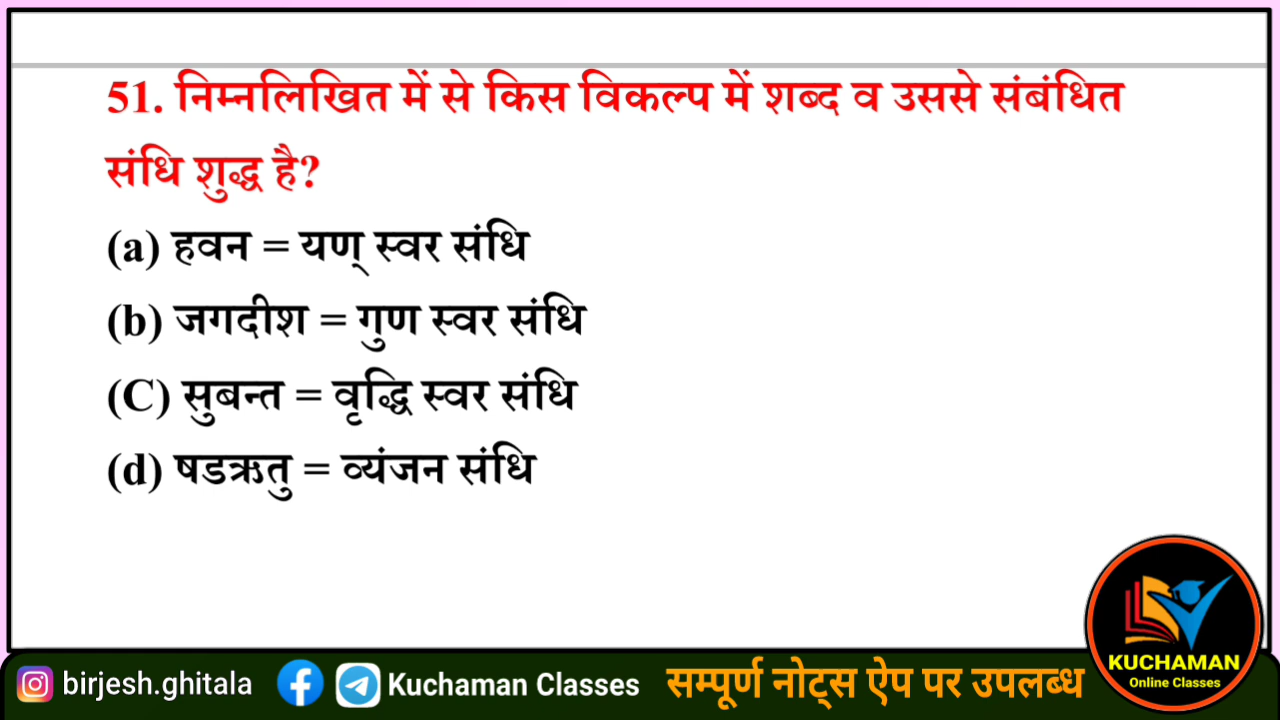 51. निम्नलिखित में से किस विकल्प में शब्द व उससे संबंधित
संधि शुद्ध है?
(a) हवन = यण् स्वर संधि
(b) जगदीश = गुण स्वर संधि
(C) सुबन्त = वृद्धि स्वर संधि
(d) षडऋतु = व्यंजन संधि
KUCHAMAN
Online Classes
birjesh.ghitala Kuchaman Classes सम्पूर्ण नोट्स ऐप पर उपलब्ध